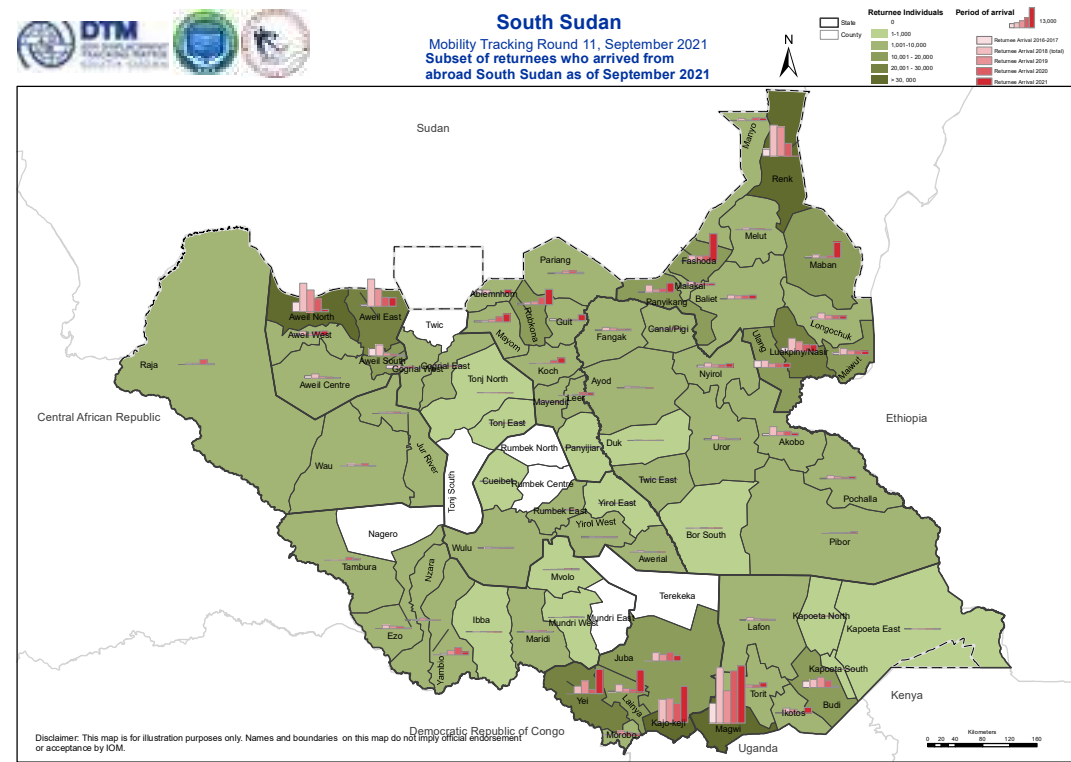 DTM
SOUTH SUDAN
South Sudan
Mobility Tracking Round 11, September 2021
Subset of returnees who arrived from
abroad South Sudan as of September 2021
N
State
County
Returnee Individuals
0
1-1,000
1,001-10,000
10,001 - 20,000
20,001 - 30,000
> 30, 000
Period of arrival
13,000
Returnee Arrival 2016-2017
Returnee Arrival 2018 (total)
Returnee Arrival 2019
Returnee Arrival 2020
Returnee Arrival 2021
Sudan
Manyo
Renk
Melut
Maban
Fashoda
Pariang
Malakal
Abiemnhom
Panyikang
Baliet
Aweil North
Aweil East
Twic
Rubkona
Guit
Fangak
Canal/Pigi
Longochuk
Aweil West
Mayom
Ulang
Luakpiny/Nasir
Maiwut
Raja
Aweil South
Gogrial West
Gogrial East
Koch
Nyirol
Aweil Centre
Tonj North
Ayod
Mayendit
Leer
Central African Republic
Ethiopia
Tonj East
Rumbek North
Panyijiar
Duk
Uror
Akobo
Wau
Jur River
Tonj South
Cueibet
Rumbek Centre
Twic East
Pochalla
Yirol East
Rumbek East
Yirol West
Nagero
Bor South
Pibor
Wulu
Awerial
Tambura
Nzara
Mvolo
Terekeka
Ibba
Mundri West
Mundri East
Kapoeta North
Lafon
Kapoeta East
Ezo
Maridi
Juba
Kapoeta South
Yambio
Yei
Lainya
Torit
Kenya
Budi
Ikotos
Kajo-keji
Magwi
Morobo
Democratic Republic of Congo
Uganda
Disclaimer: This map is for illustration purposes only. Names and boundaries on this map do not imply official endorsement
or acceptance by IOM.
Kilometers
0 20 40 80 120 160